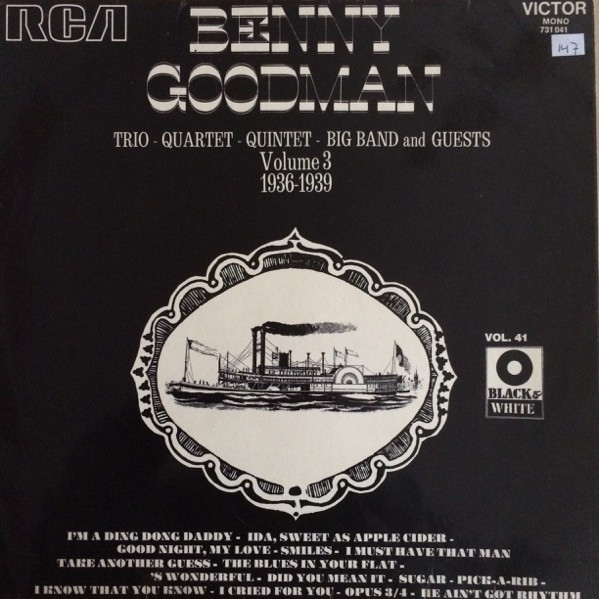 RCA
BENNY
GOODMAN
VICTOR
MONO
731 041
147
TRIO - QUARTET - QUINTET - BIG BAND and GUESTS
Volume 3
1936-1939
VOL. 41
BLACK&
WHITE
I'M A DING DONG DADDY - IDA, SWEET AS APPLE CIDER -
GOOD NIGHT, MY LOVE - SMILES - I MUST HAVE THAT MAN
TAKE ANOTHER GUESS - THE BLUES IN YOUR FLAT -
'S WONDERFUL - DID YOU MEAN IT - SUGAR - PICK-A-RIB -
I KNOW THAT YOU KNOW - I CRIED FOR YOU - OPUS 3/4 - HE AIN'T GOT RHYTHM